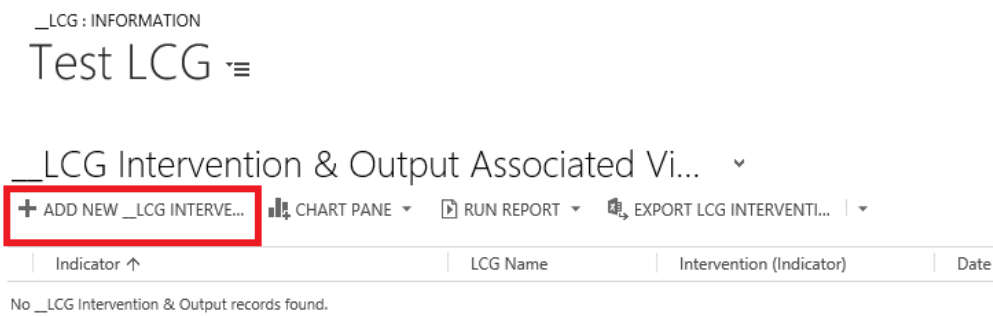 __LCG : INFORMATION
Test LCG
__LCG Intervention & Output Associated Vi...
ADD NEW __LCG INTERVE... CHART PANE RUN REPORT EXPORT LCG INTERVENTI...
Indicator ↑ LCG Name Intervention (Indicator) Date
No __LCG Intervention & Output records found.